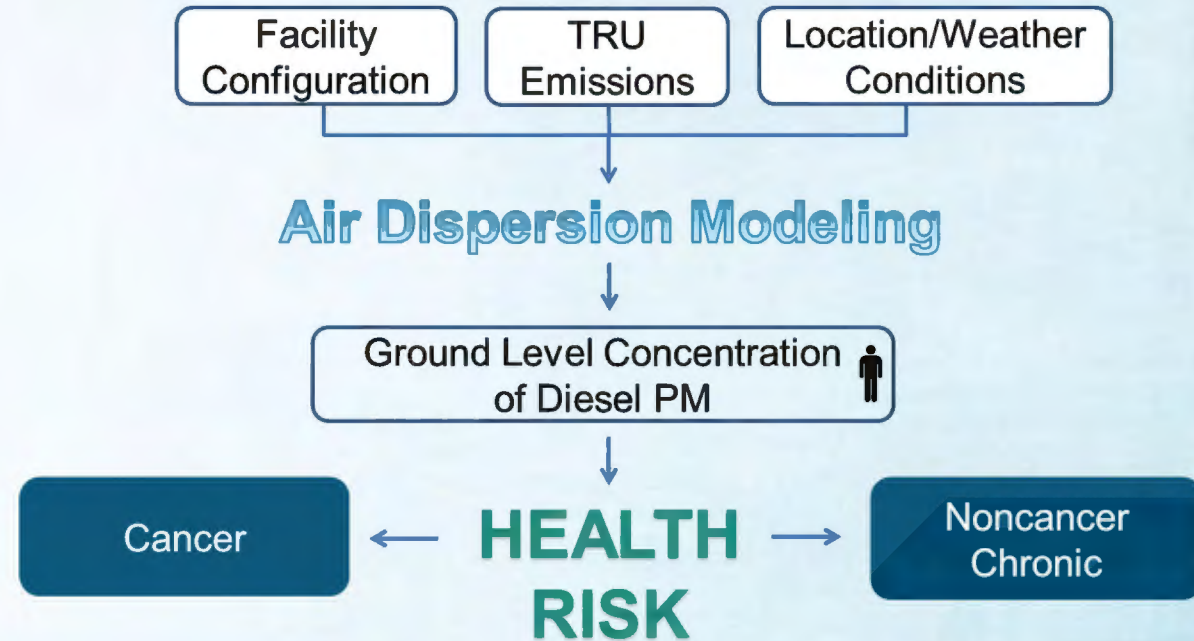 Facility
Configuration
TRU
Emissions
Location/Weather
Conditions
Air Dispersion Modeling
Ground Level Concentration
of Diesel PM
Cancer
HEALTH
RISK
Noncancer
Chronic